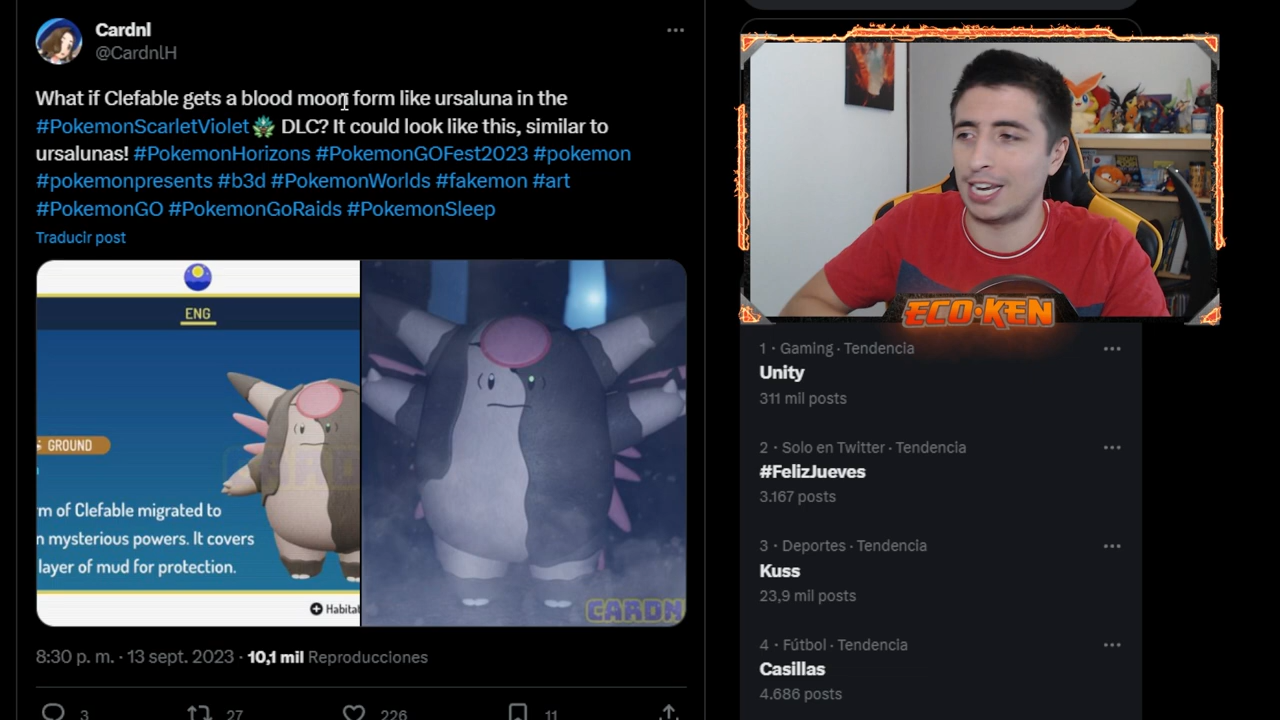 Cardnl
@CardnlH
What if Clefable gets a blood moon form like ursaluna in the
#PokemonScarletViolet DLC? It could look like this, similar to
ursalunas! #PokemonHorizons #PokemonGOFest2023 #pokemon
#pokemonpresents #b3d #PokemonWorlds #fakemon #art
#PokemonGO #PokemonGoRaids #PokemonSleep
Traducir post
ENG
GROUND
m of Clefable migrated to
n mysterious powers. It covers
layer of mud for protection.
Habita
CARDN
CARDN
8:30 p. m. · 13 sept. 2023 · 10,1 mil Reproducciones
3 27 226 11
ECO·KEN
1 · Gaming · Tendencia
Unity
311 mil posts
2 · Solo en Twitter · Tendencia
#FelizJueves
3.167 posts
3 · Deportes · Tendencia
Kuss
23,9 mil posts
4 · Fútbol · Tendencia
Casillas
4.686 posts